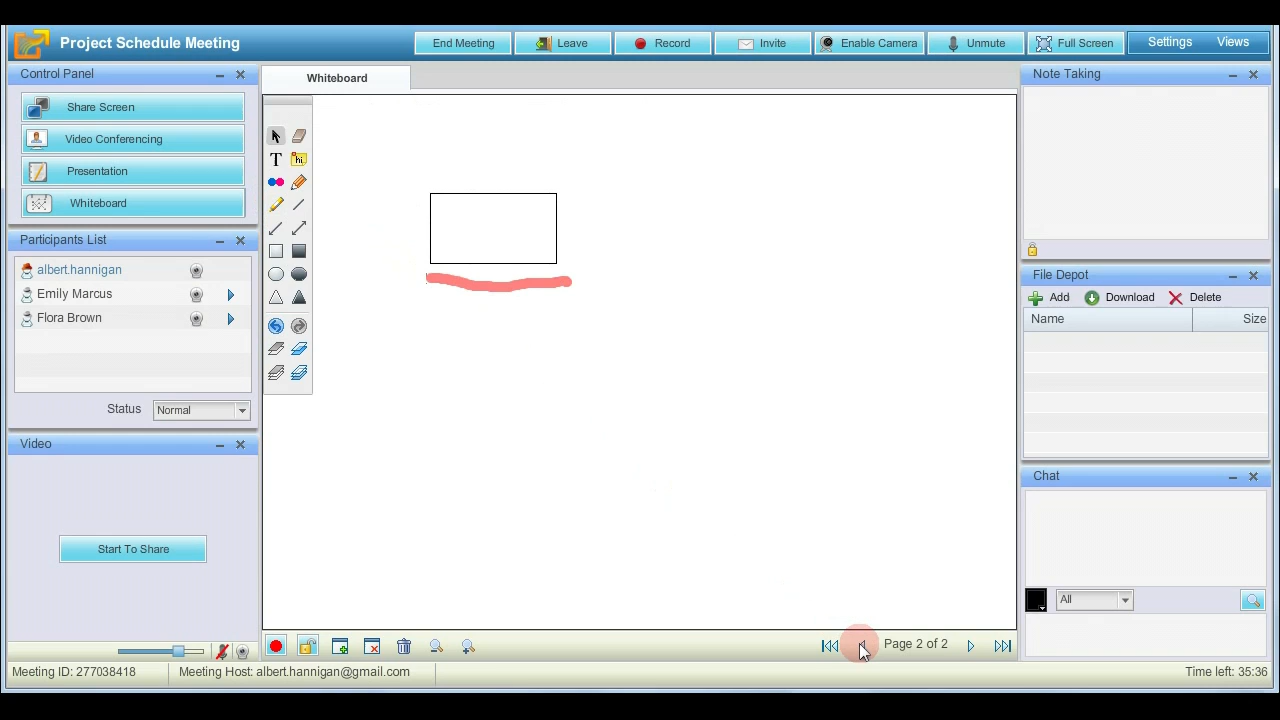 Project Schedule Meeting
End Meeting
Leave
Record
Invite
Enable Camera
Unmute
Full Screen
Settings
Views
Control Panel
Share Screen
Video Conferencing
Presentation
Whiteboard
Participants List
albert.hannigan
Emily Marcus
Flora Brown
Status
Normal
Video
Start To Share
Whiteboard
T
hi
Page 2 of 2
Note Taking
File Depot
Add
Download
Delete
Name
Size
Chat
All
Meeting ID: 277038418
Meeting Host: albert.hannigan@gmail.com
Time left: 35:36